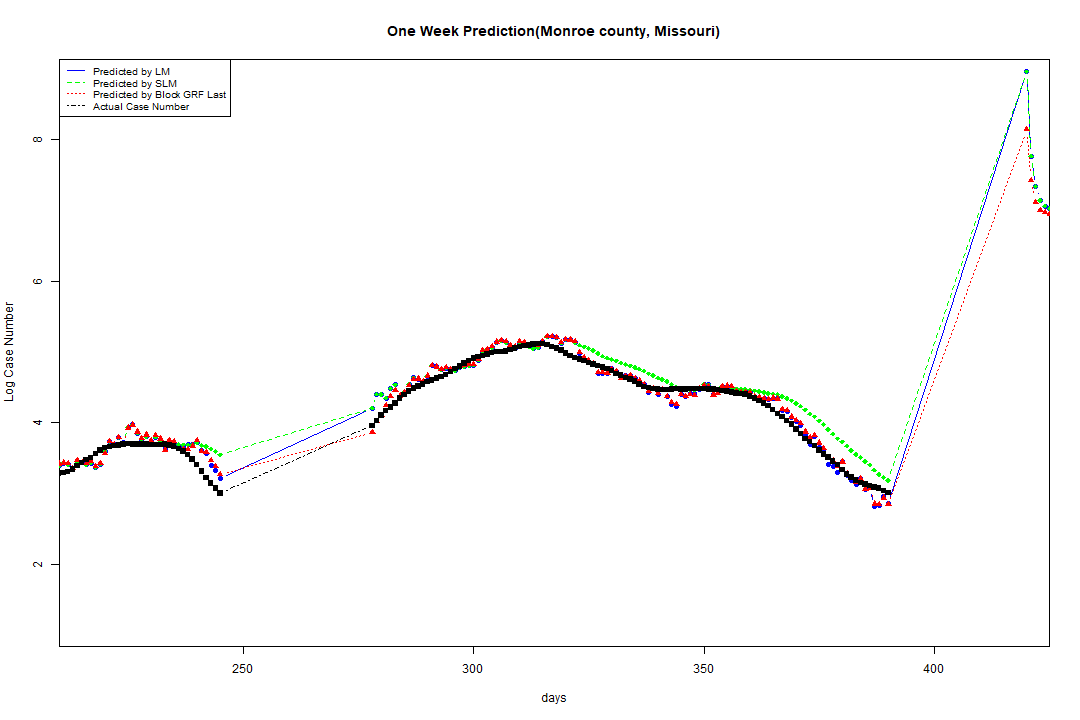 One Week Prediction(Monroe county, Missouri)
Predicted by LM
Predicted by SLM
Predicted by Block GRF Last
Actual Case Number
8
6
4
2
Log Case Number
250
300
350
400
days